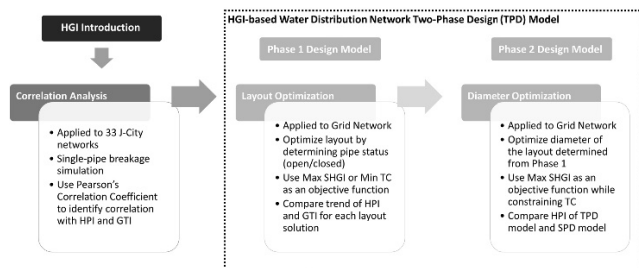 HGI Introduction
HGI-based Water Distribution Network Two-Phase Design (TPD) Model
Phase 1 Design Model
Phase 2 Design Model
Correlation Analysis
• Applied to 33 J-City
networks
• Single-pipe breakage
simulation
• Use Pearson's
Correlation Coefficient
to identify correlation
with HPI and GTI
Layout Optimization
• Applied to Grid Network
• Optimize layout by
determining pipe status
(open/closed)
• Use Max SHGI or Min TC
as an objective function
• Compare trend of HPI
and GTI for each layout
solution
Diameter Optimization
• Applied to Grid Network
• Optimize diameter of
the layout determined
from Phase 1
• Use Max SHGI as an
objective function while
constraining TC
• Compare HPI of TPD
model and SPD model